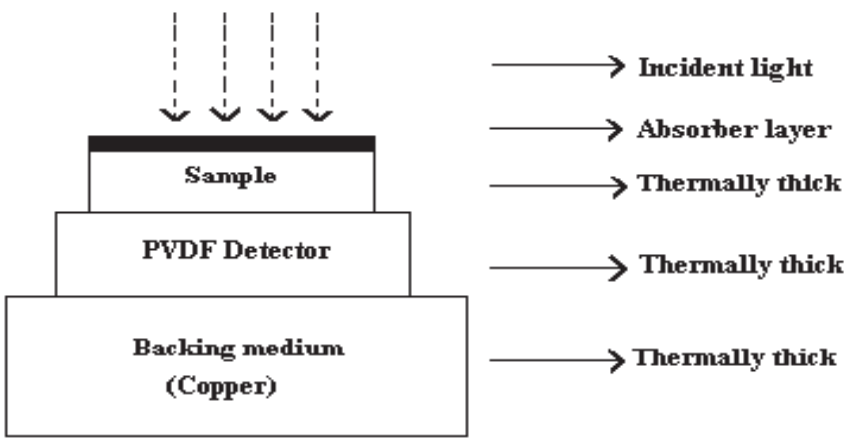 Incident light
Absorber layer
Sample
Thermally thick
PVDF Detector
Thermally thick
Backing medium
(Copper)
Thermally thick